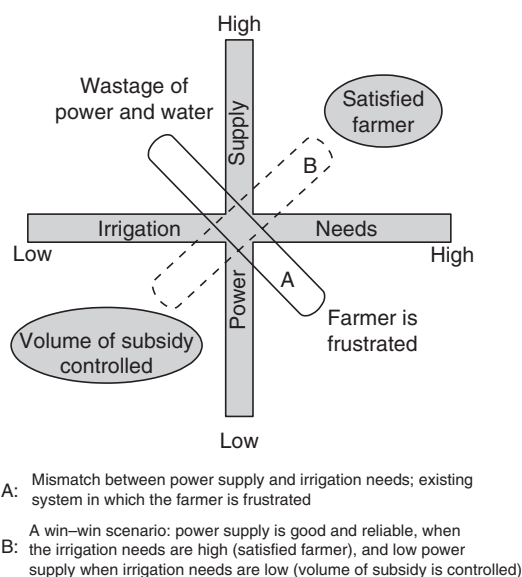 High
Wastage of
power and water
Satisfied
farmer
Supply
B
Irrigation
Needs
Low
High
Power
A
Volume of subsidy
controlled
Farmer is
frustrated
Low
A: Mismatch between power supply and irrigation needs; existing
system in which the farmer is frustrated
B: A win–win scenario: power supply is good and reliable, when
the irrigation needs are high (satisfied farmer), and low power
supply when irrigation needs are low (volume of subsidy is controlled)